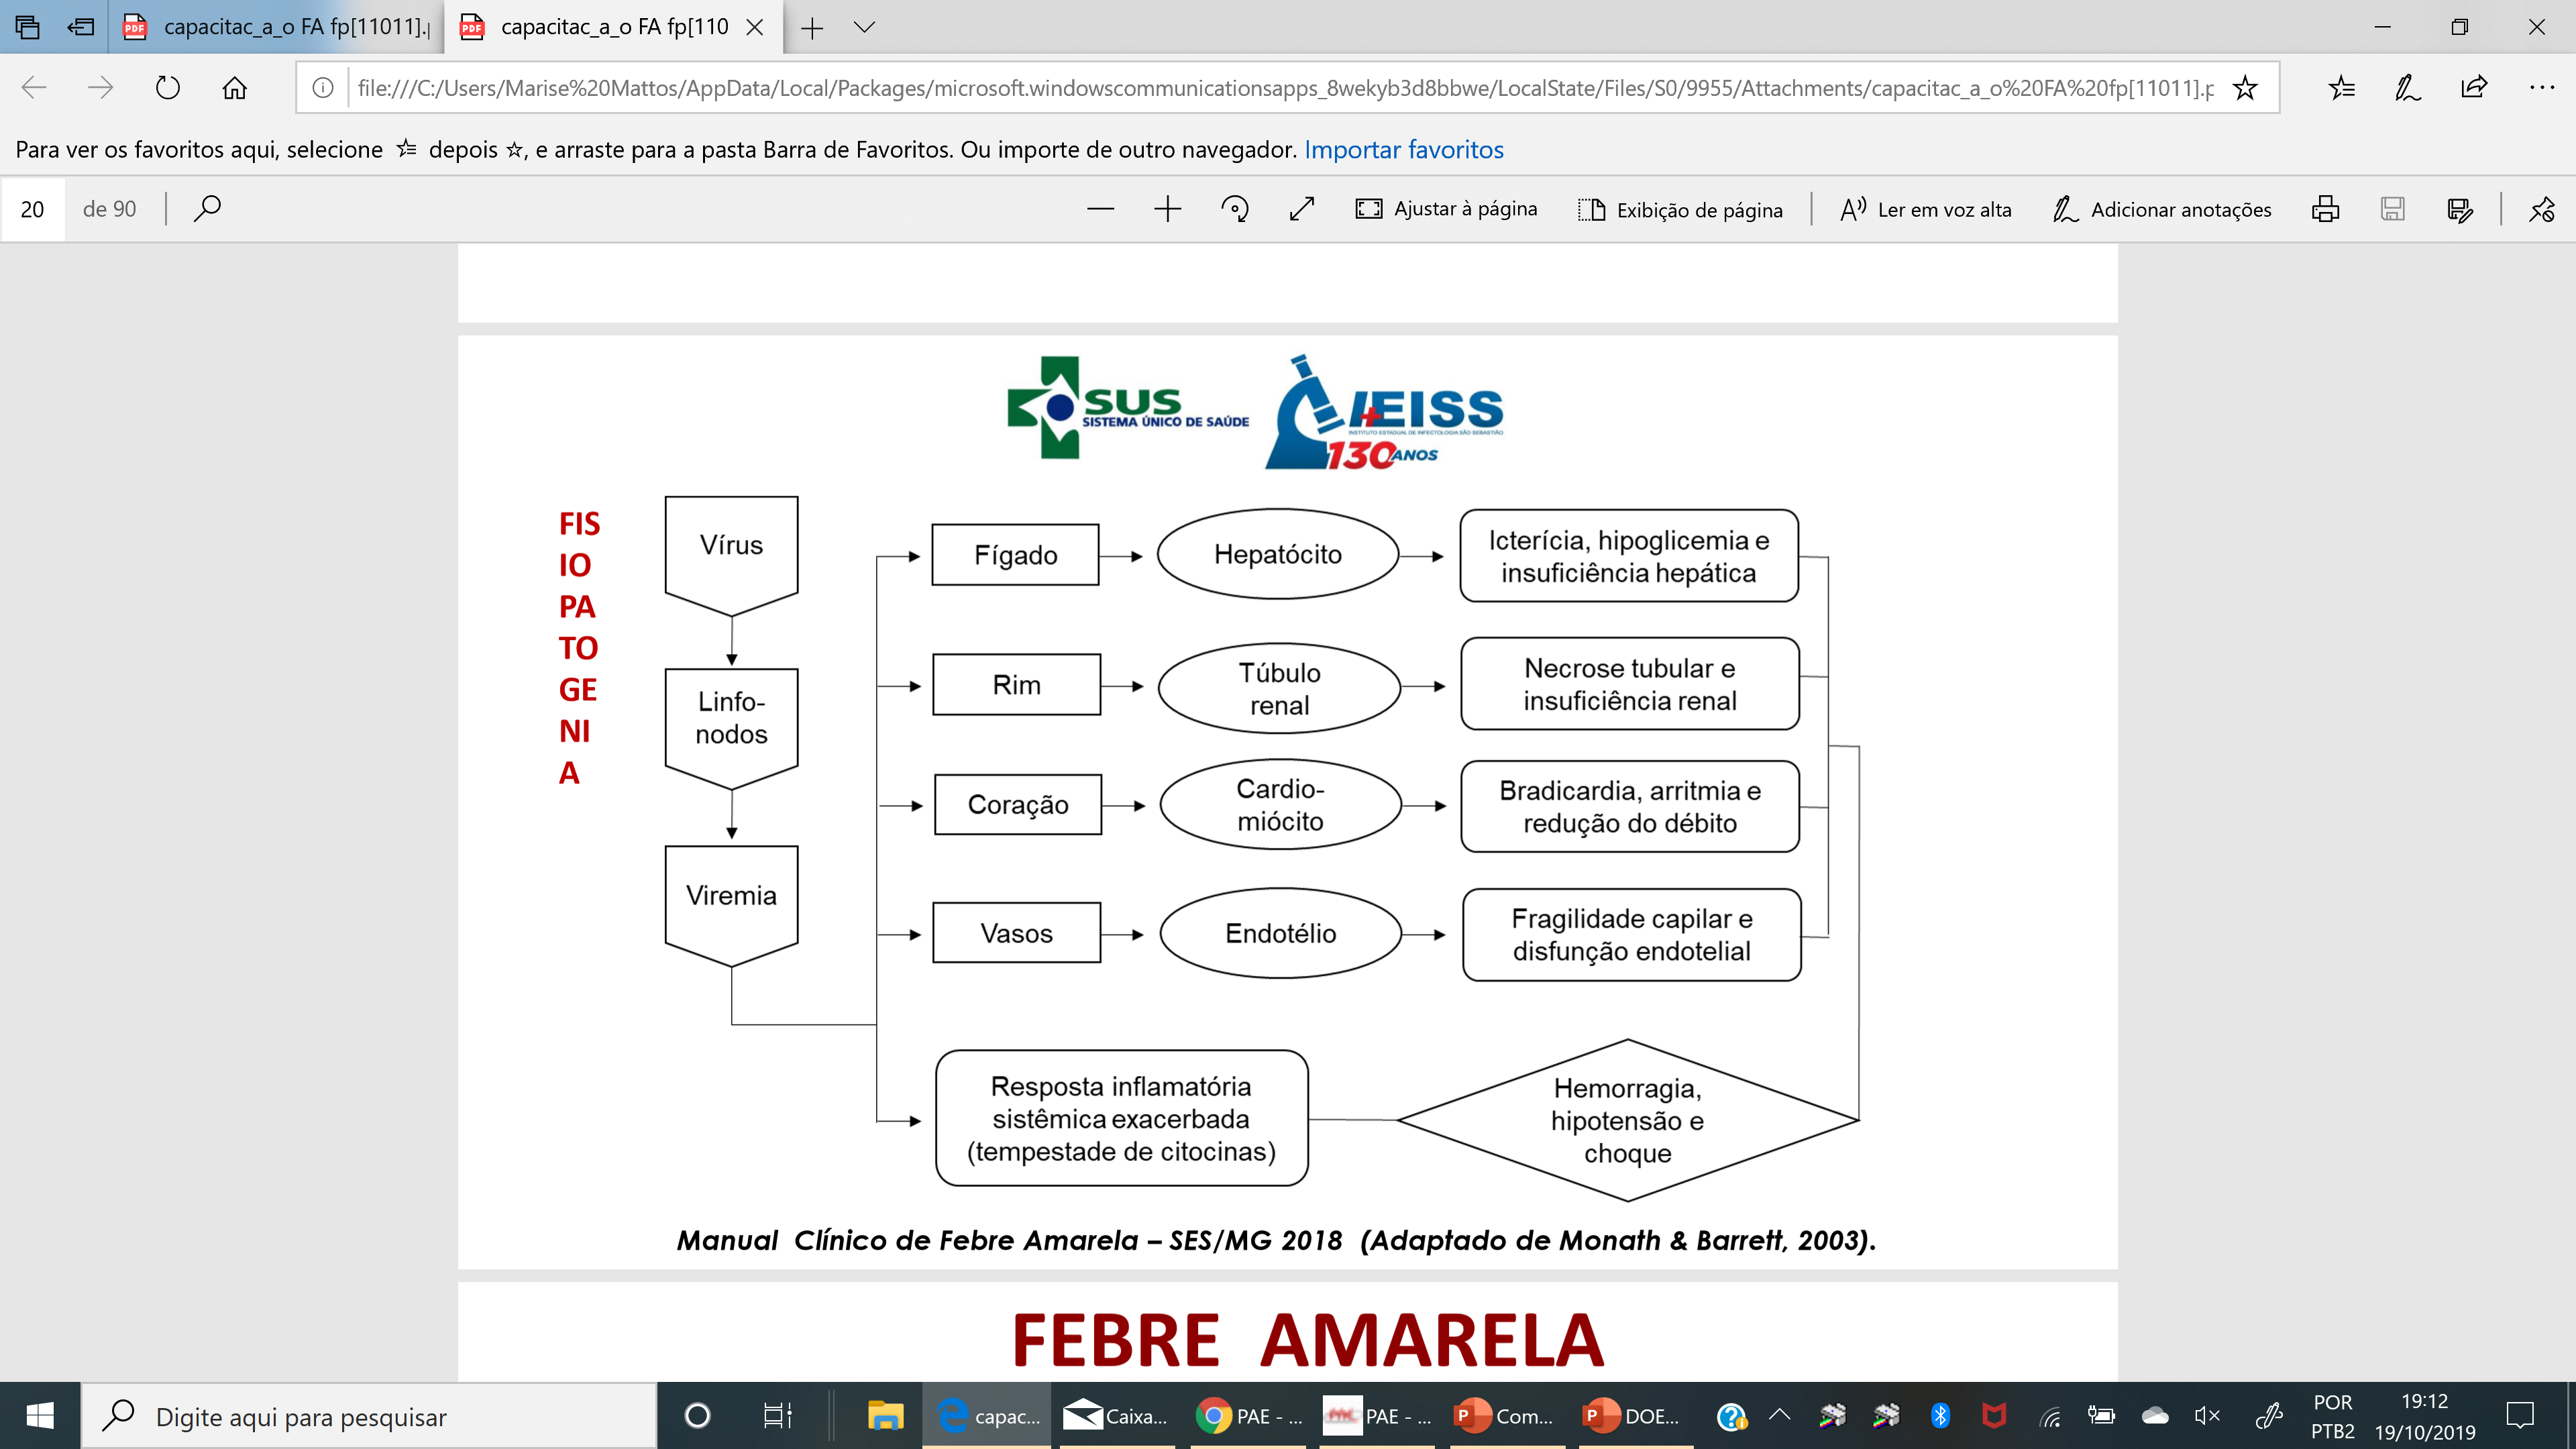 capacitac_a_o FA fp[11011].p
capacitac_a_o FA fp[110
file:///C:/Users/Marise%20Mattos/AppData/Local/Packages/microsoft.windowscommunicationsapps_8wekyb3d8bbwe/LocalState/Files/S0/9955/Attachments/capacitac_a_o%20FA%20fp[11011].p
Para ver os favoritos aqui, selecione depois ☆, e arraste para a pasta Barra de Favoritos. Ou importe de outro navegador. Importar favoritos
20 de 90
Ajustar à página
Exibição de página
Ler em voz alta
Adicionar anotações
SUS
SISTEMA ÚNICO DE SAÚDE
IEISS
INSTITUTO ESTADUAL DE INFECTOLOGIA SÃO SEBASTIÃO
130 ANOS
FIS
IO
PA
TO
GE
NI
A
Vírus
Linfo-
nodos
Viremia
Fígado
Hepatócito
Icterícia, hipoglicemia e
insuficiência hepática
Rim
Túbulo
renal
Necrose tubular e
insuficiência renal
Coração
Cardio-
miócito
Bradicardia, arritmia e
redução do débito
Vasos
Endotélio
Fragilidade capilar e
disfunção endotelial
Resposta inflamatória
sistêmica exacerbada
(tempestade de citocinas)
Hemorragia,
hipotensão e
choque
Manual Clínico de Febre Amarela – SES/MG 2018 (Adaptado de Monath & Barrett, 2003).
FEBRE AMARELA
Digite aqui para pesquisar
capac...
Caixa...
PAE - ...
PAE - ...
Com...
DOE...
POR
PTB2
19:12
19/10/2019